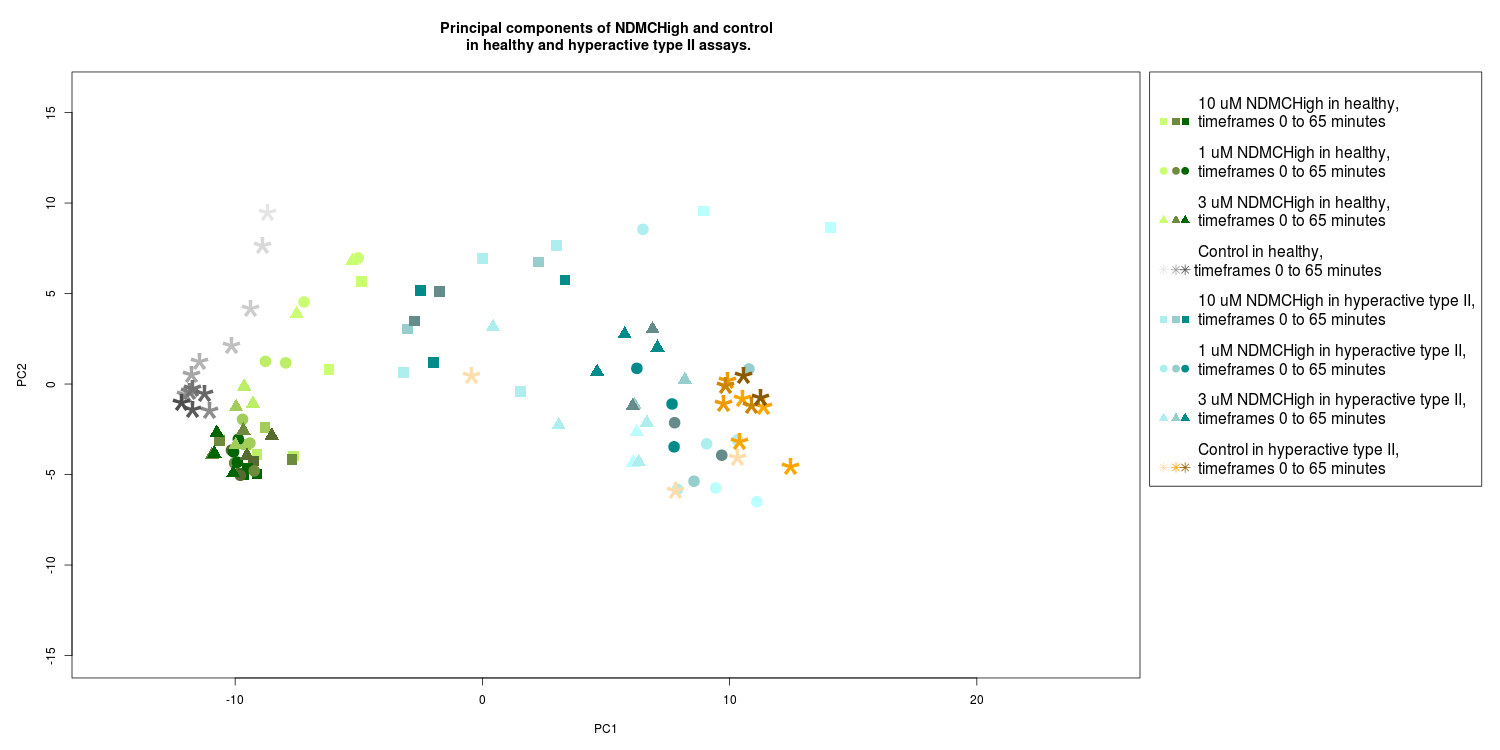 Principal components of NDMCHigh and control
in healthy and hyperactive type II assays.
15
10
5
0
-5
-10
-15
PC2
-10
0
10
20
PC1
10 uM NDMCHigh in healthy,
timeframes 0 to 65 minutes
1 uM NDMCHigh in healthy,
timeframes 0 to 65 minutes
3 uM NDMCHigh in healthy,
timeframes 0 to 65 minutes
Control in healthy,
timeframes 0 to 65 minutes
10 uM NDMCHigh in hyperactive type II,
timeframes 0 to 65 minutes
1 uM NDMCHigh in hyperactive type II,
timeframes 0 to 65 minutes
3 uM NDMCHigh in hyperactive type II,
timeframes 0 to 65 minutes
Control in hyperactive type II,
timeframes 0 to 65 minutes